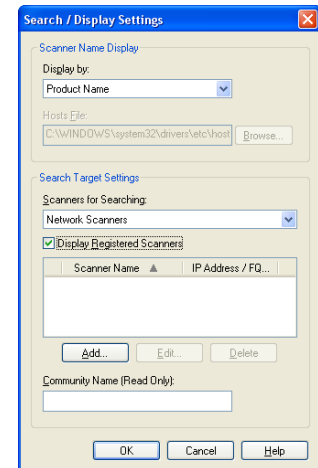 Search / Display Settings
Scanner Name Display
Display by:
Product Name
Hosts File:
C:\WINDOWS\system32\drivers\etc\host
Browse...
Search Target Settings
Scanners for Searching:
Network Scanners
Display Registered Scanners
Scanner Name IP Address / FQ...
Add... Edit... Delete
Community Name (Read Only):
OK Cancel Help